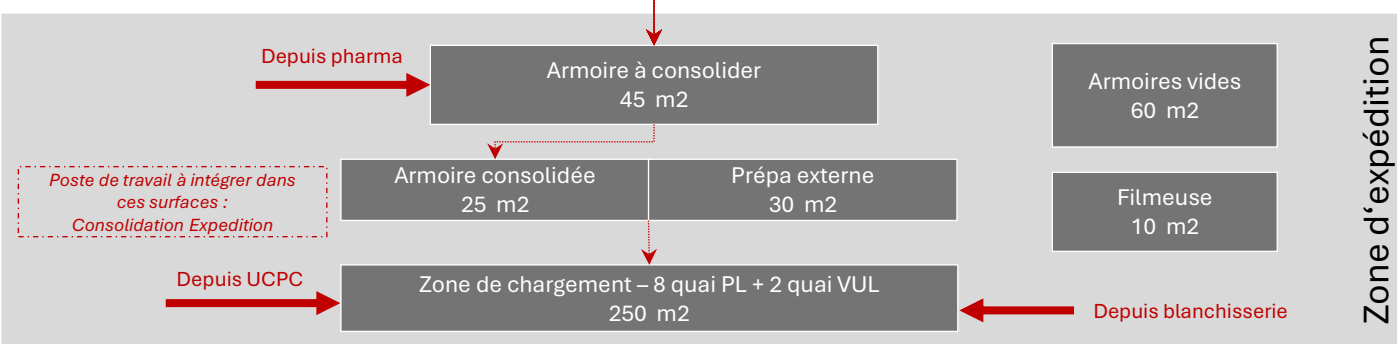 Depuis pharma
Armoire à consolider
45  m2
Armoires vides
60  m2
Poste de travail à intégrer dans
ces surfaces :
Consolidation Expedition
Armoire consolidée
25  m2
Prépa externe
30  m2
Filmeuse
10  m2
Depuis UCPC
Zone de chargement – 8 quai PL + 2 quai VUL
250  m2
Depuis blanchisserie
Zone d'expédition